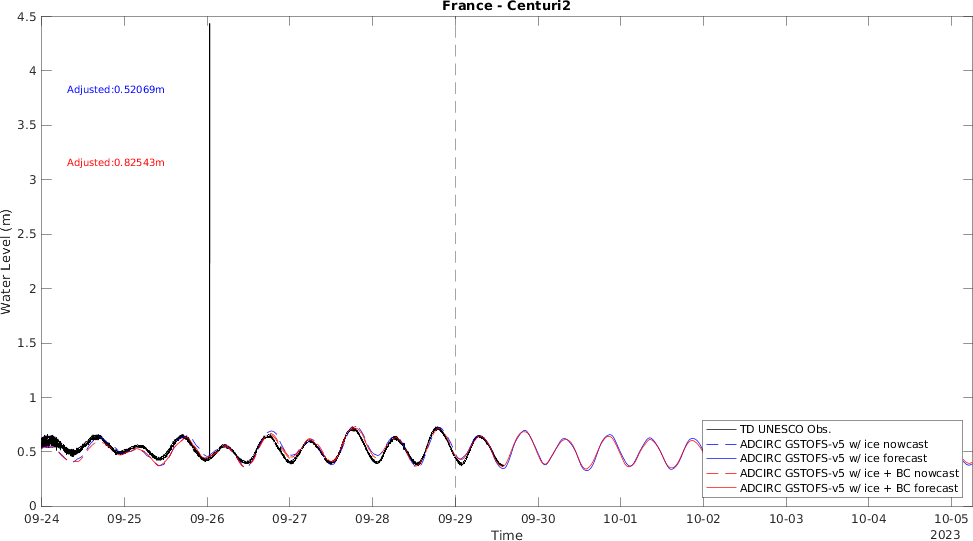 France - Centuri2
4.5
4
3.5
3
2.5
2
1.5
1
0.5
0
Water Level (m)
Adjusted:0.52069m
Adjusted:0.82543m
TD UNESCO Obs.
ADCIRC GSTOFS-v5 w/ ice nowcast
ADCIRC GSTOFS-v5 w/ ice forecast
ADCIRC GSTOFS-v5 w/ ice + BC nowcast
ADCIRC GSTOFS-v5 w/ ice + BC forecast
09-24 09-25 09-26 09-27 09-28 09-29 09-30 10-01 10-02 10-03 10-04 10-05
Time
2023